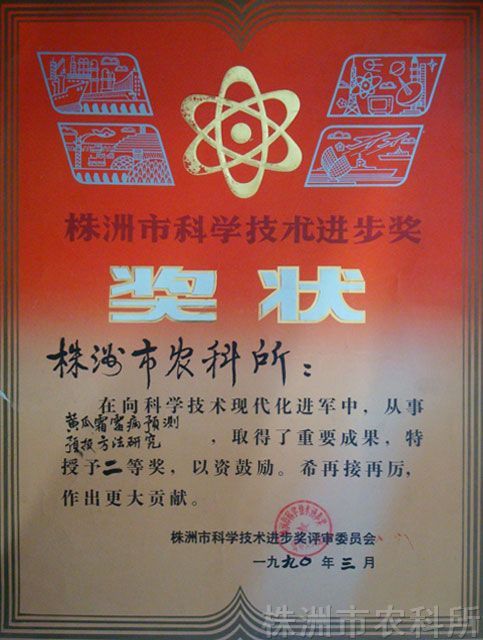 株洲市科学技术进步奖
奖状
株洲市农科所：
在向科学技术现代化进军中，从事
黄瓜霜霉病预测
预报方法研究，取得了重要成果，特
授予二等奖，以资鼓励。希再接再厉，
作出更大贡献。
株洲市科学技术进步奖评审委员会
一九九〇年三月
株洲市农科所